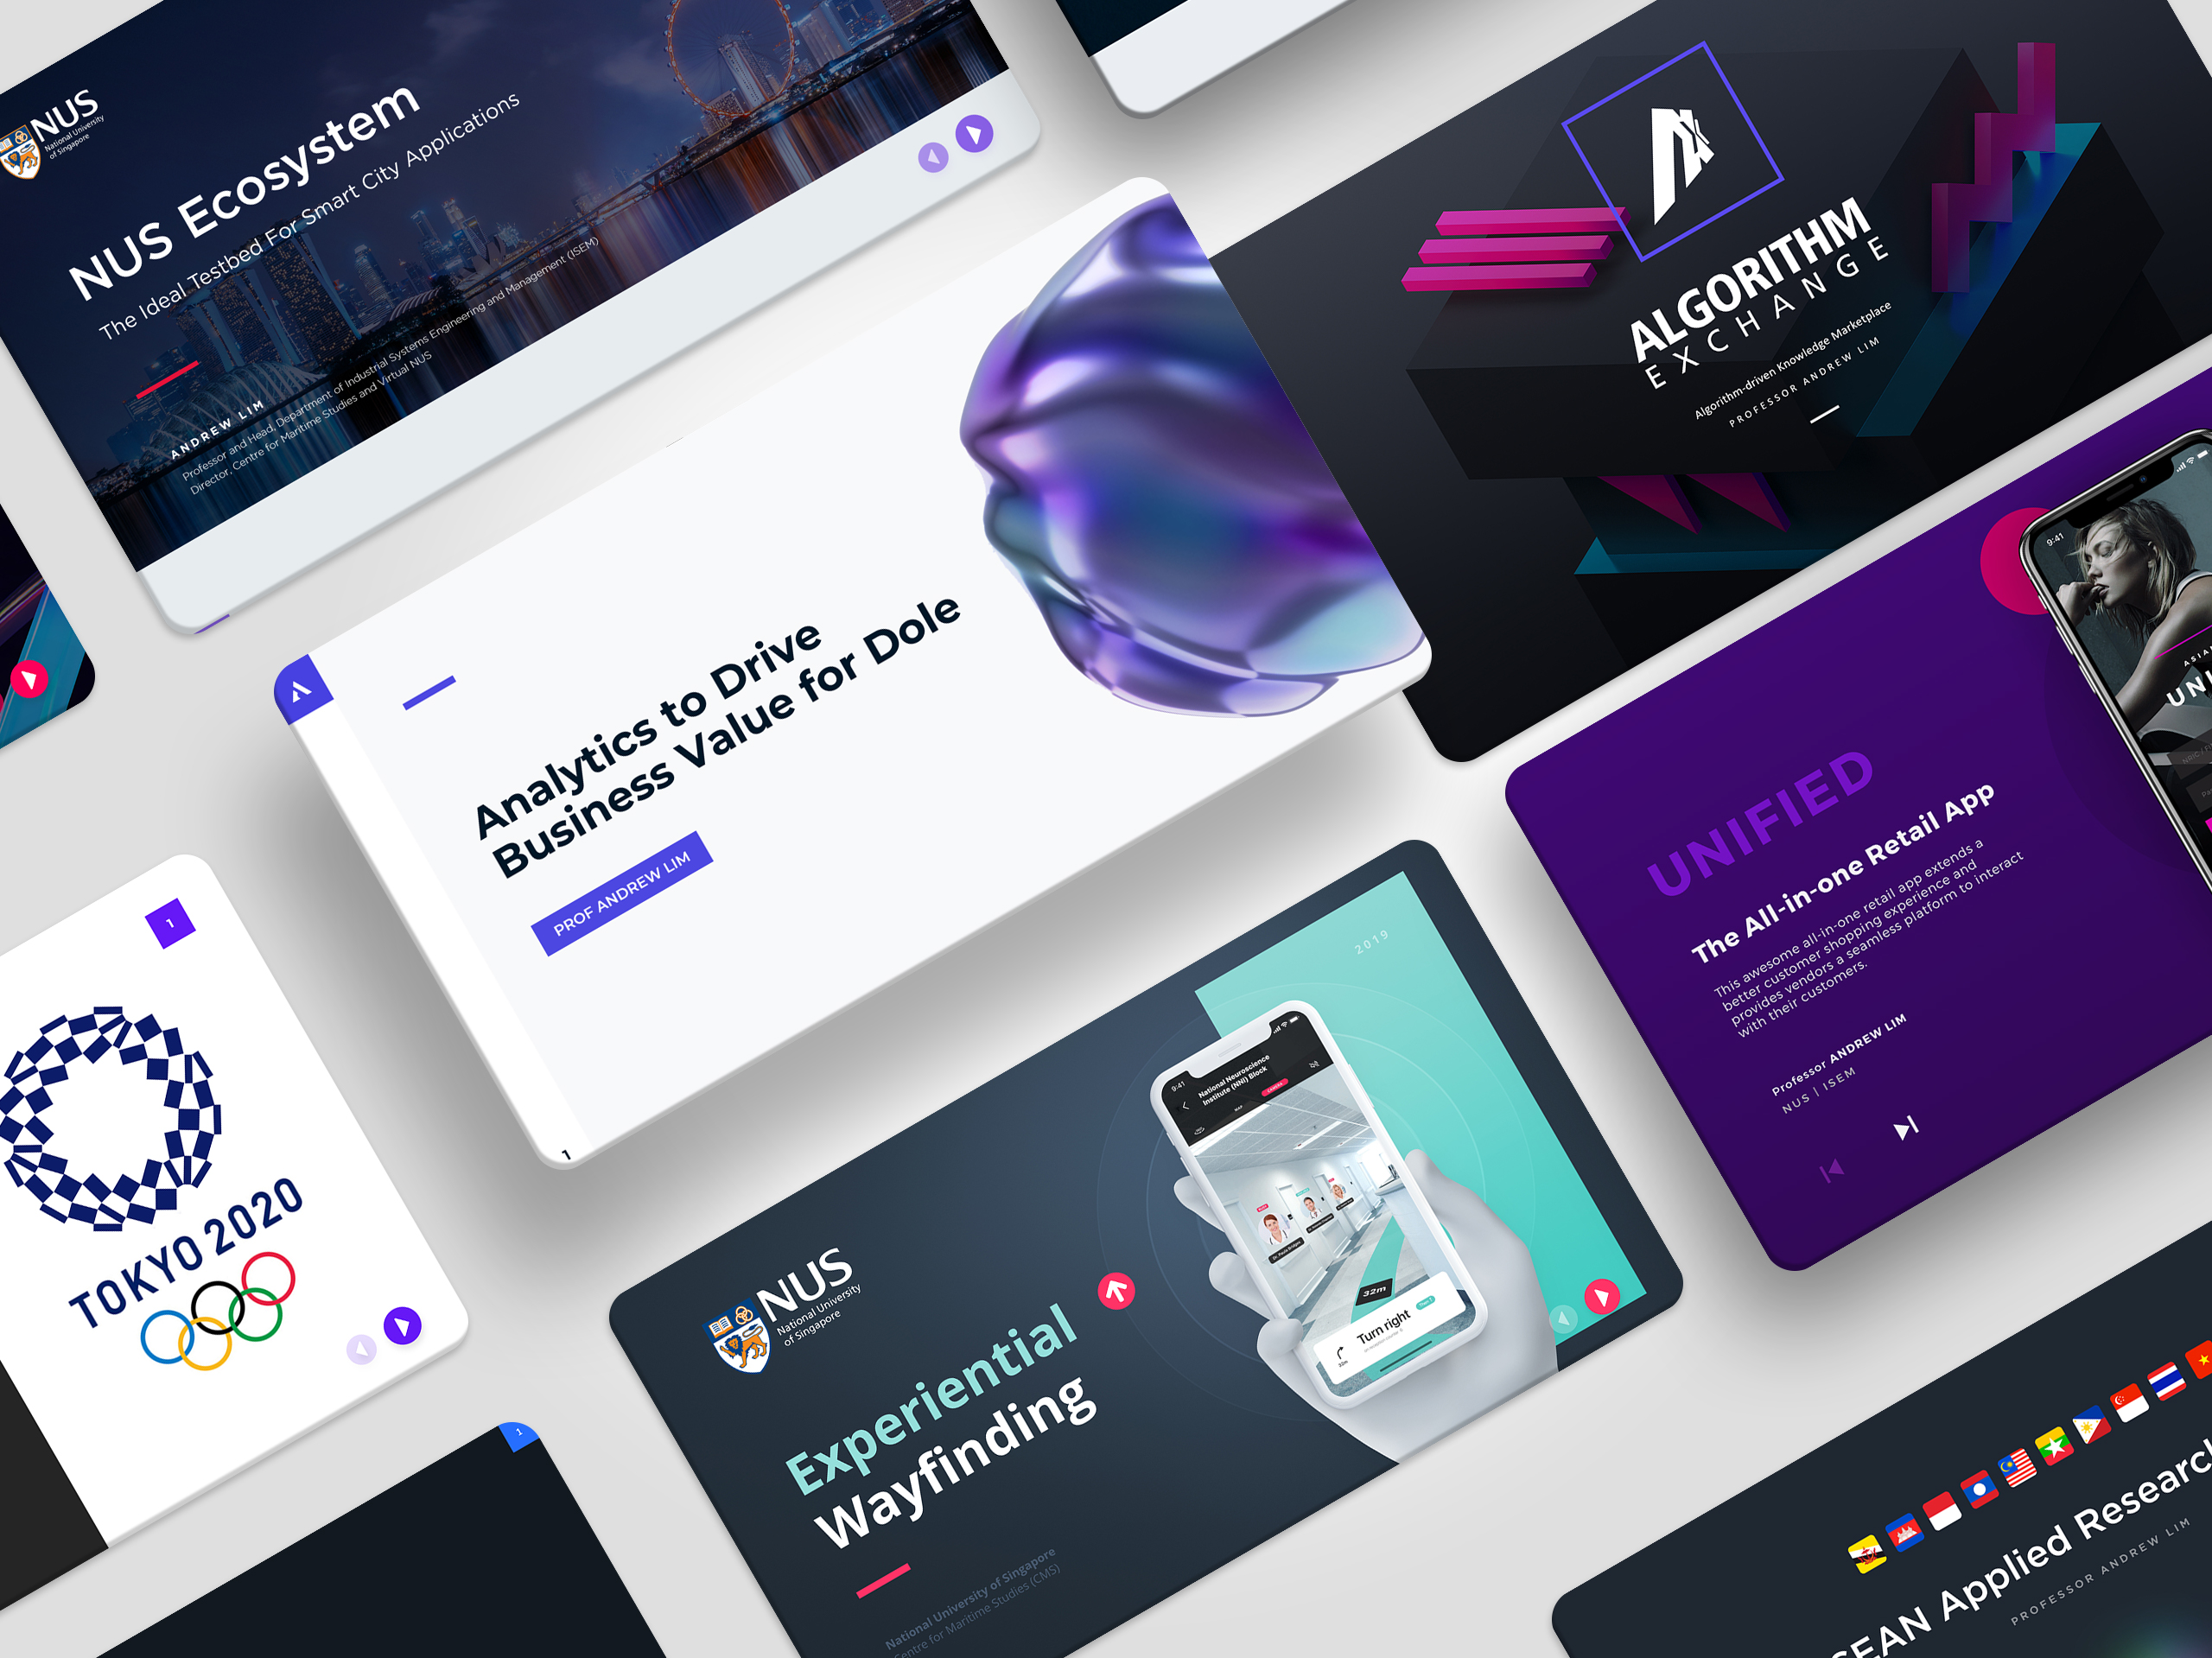 NUS
National University
of Singapore
NUS Ecosystem
The Ideal Testbed For Smart City Applications
ANDREW LIM
Professor and Head, Department of Industrial Systems Engineering and Management (ISEM)
Director, Centre for Maritime Studies and Virtual NUS
ALGORITHM
EXCHANGE
Algorithm-driven Knowledge Marketplace
PROFESSOR ANDREW LIM
Analytics to Drive
Business Value for Dole
PROF ANDREW LIM
1
UNIFIED
The All-in-one Retail App
This awesome all-in-one retail app extends a
better customer shopping experience and
provides vendors a seamless platform to interact
with their customers.
Professor ANDREW LIM
NUS | ISEM
9:41
1
TOKYO 2020
1
NUS
National University
of Singapore
Experiential
Wayfinding
National University of Singapore
Centre for Maritime Studies (CMS)
2019
9:41
National Neuroscience
Institute (NNI) Block
MAP
CAMERA
32m
Turn right
32m
Applied Research
PROFESSOR ANDREW LIM